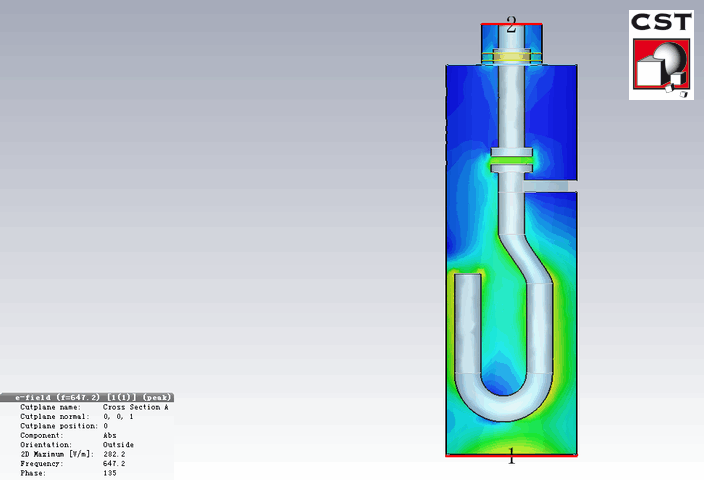 2
CST
1
e-field (f=647.2) [1(1)] (peak)
Cutplane name: Cross Section A
Cutplane normal: 0, 0, 1
Cutplane position: 0
Component: Abs
Orientation: Outside
2D Maximum [V/m]: 282.2
Frequency: 647.2
Phase: 135